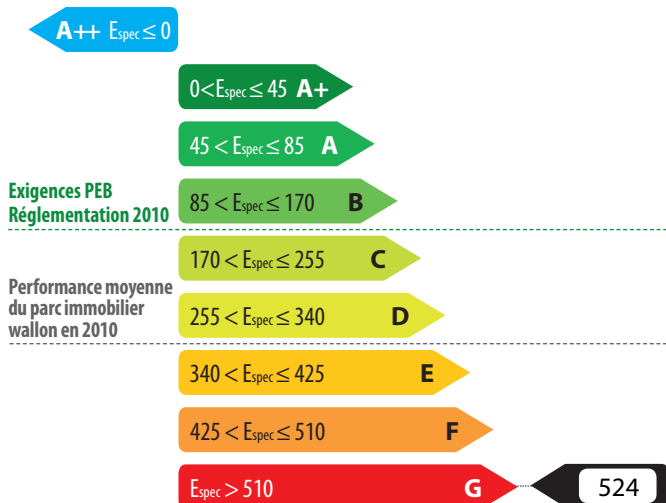 A++ Espec ≤ 0
0 < Espec ≤ 45 A+
45 < Espec ≤ 85 A
Exigences PEB
Réglementation 2010
85 < Espec ≤ 170 B
170 < Espec ≤ 255 C
Performance moyenne
du parc immobilier
wallon en 2010
255 < Espec ≤ 340 D
340 < Espec ≤ 425 E
425 < Espec ≤ 510 F
Espec > 510 G 524